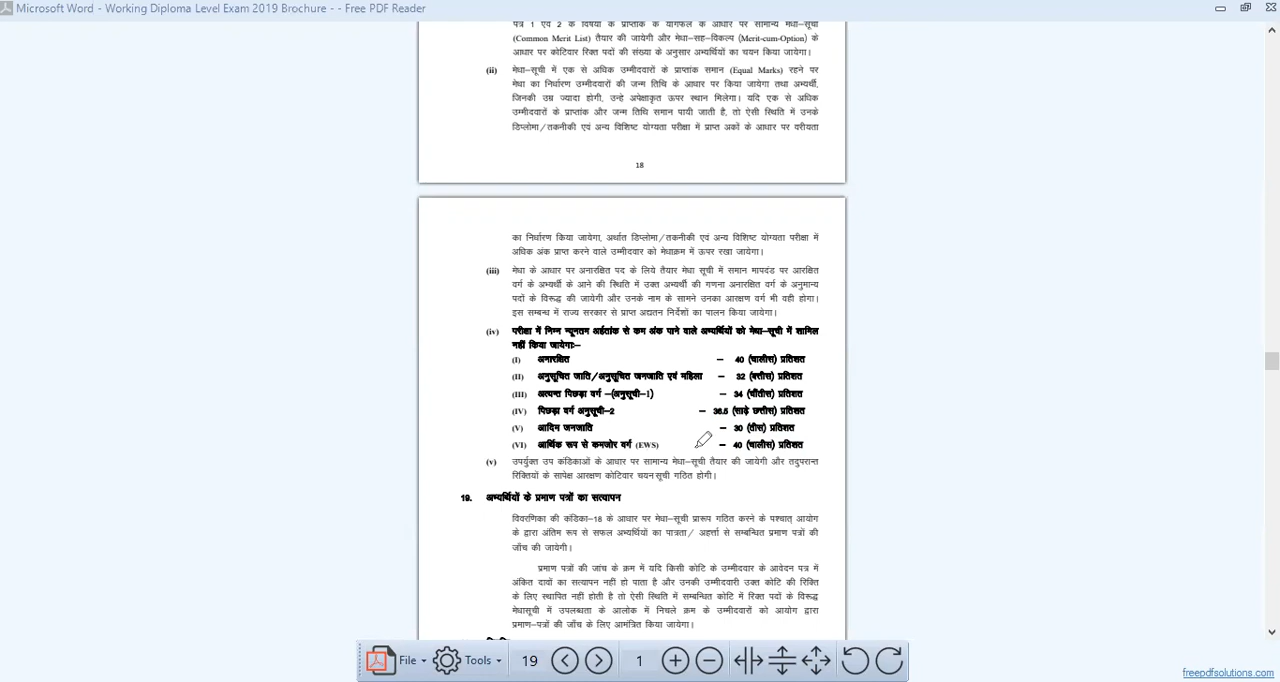 Microsoft Word - Working Diploma Level Exam 2019 Brochure - - Free PDF Reader
पत्र 1 एवं 2 के विषयों के प्राप्तांक के योगफल के आधार पर सामान्य मेधा–सूची
(Common Merit List) तैयार की जायेगी और मेधा–सह–विकल्प (Merit-cum-Option) के
आधार पर कोटिवार रिक्त पदों की संख्या के अनुसार अभ्यर्थियों का चयन किया जायेगा।
(ii) मेधा–सूची में एक से अधिक उम्मीदवारों के प्राप्तांक समान (Equal Marks) रहने पर
मेधा का निर्धारण उम्मीदवारों की जन्म तिथि के आधार पर किया जायेगा तथा अभ्यर्थी,
जिनकी उम्र ज्यादा होगी, उन्हे अपेक्षाकृत ऊपर स्थान मिलेगा। यदि एक से अधिक
उम्मीदवारों के प्राप्तांक और जन्म तिथि समान पायी जाती है, तो ऐसी स्थिति में उनके
डिप्लोमा/तकनीकी एवं अन्य विशिष्ट योग्यता परीक्षा में प्राप्त अकों के आधार पर वरीयता
18
का निर्धारण किया जायेगा, अर्थात डिप्लोमा/तकनीकी एवं अन्य विशिष्ट योग्यता परीक्षा में
अधिक अंक प्राप्त करने वाले उम्मीदवार को मेधाक्रम में ऊपर रखा जायेगा।
(iii) मेधा के आधार पर अनारक्षित पद के लिये तैयार मेधा सूची में समान मापदंड पर आरक्षित
वर्ग के अभ्यर्थी के आने की स्थिति में उक्त अभ्यर्थी की गणना अनारक्षित वर्ग के अनुमान्य
पदों के विरूद्ध की जायेगी और उनके नाम के सामने उनका आरक्षण वर्ग भी वही होगा।
इस सम्बन्ध में राज्य सरकार से प्राप्त अद्यतन निर्देशों का पालन किया जायेगा।
(iv) परीक्षा में निम्न न्यूनतम अर्हतांक से कम अंक पाने वाले अभ्यर्थियों को मेधा–सूची में शामिल
नहीं किया जायेगाः–
(I) अनारक्षित – 40 (चालीस) प्रतिशत
(II) अनुसूचित जाति/अनुसूचित जनजाति एवं महिला – 32 (बत्तीस) प्रतिशत
(III) अत्यन्त पिछड़ा वर्ग –(अनुसूची–1) – 34 (चौंतीस) प्रतिशत
(IV) पिछड़ा वर्ग अनुसूची–2 – 36.5 (साढ़े छत्तीस) प्रतिशत
(V) आदिम जनजाति – 30 (तीस) प्रतिशत
(VI) आर्थिक रूप से कमजोर वर्ग (EWS) – 40 (चालीस) प्रतिशत
(v) उपर्युक्त उप कंडिकाओं के आधार पर सामान्य मेधा–सूची तैयार की जायेगी और तदुपरान्त
रिक्तियों के सापेक्ष आरक्षण कोटिवार चयन सूची गठित होगी।
19. अभ्यर्थियों के प्रमाण पत्रों का सत्यापन
विवरणिका की कंडिका–18 के आधार पर मेधा–सूची प्रारूप गठित करने के पश्चात् आयोग
के द्वारा अंतिम रूप से सफल अभ्यर्थियों का पात्रता/ अहर्त्ता से सम्बन्धित प्रमाण पत्रों की
जाँच की जायेगी।
प्रमाण पत्रों की जांच के क्रम में यदि किसी कोटि के उम्मीदवार के आवेदन पत्र में
अंकित दावों का सत्यापन नहीं हो पाता है और उनकी उम्मीदवारी उक्त कोटि की रिक्ति
के लिए स्थापित नहीं होती है तो ऐसी स्थिति में सम्बन्धित कोटि में रिक्त पदों के विरूद्ध
मेधासूची में उपलब्धता के आलोक में निचले क्रम के उम्मीदवारों को आयोग द्वारा
प्रमाण–पत्रों की जाँच के लिए आमंत्रित किया जायेगा।
File Tools 19 1
freepdfsolutions.com